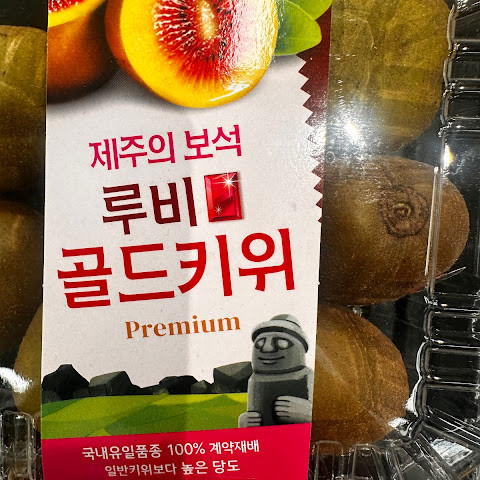 제주의 보석
루비
골드키위
Premium
국내유일품종 100% 계약재배
일반키위보다 높은 당도